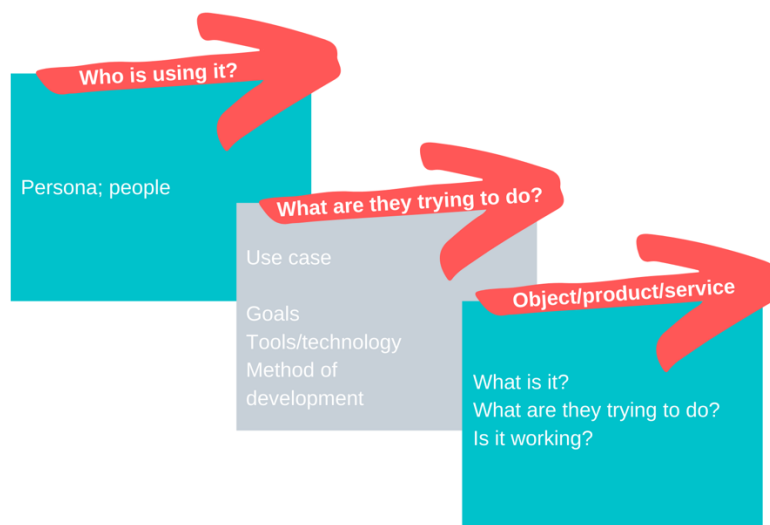 Who is using it?
Persona; people
What are they trying to do?
Use case
Goals
Tools/technology
Method of
development
Object/product/service
What is it?
What are they trying to do?
Is it working?